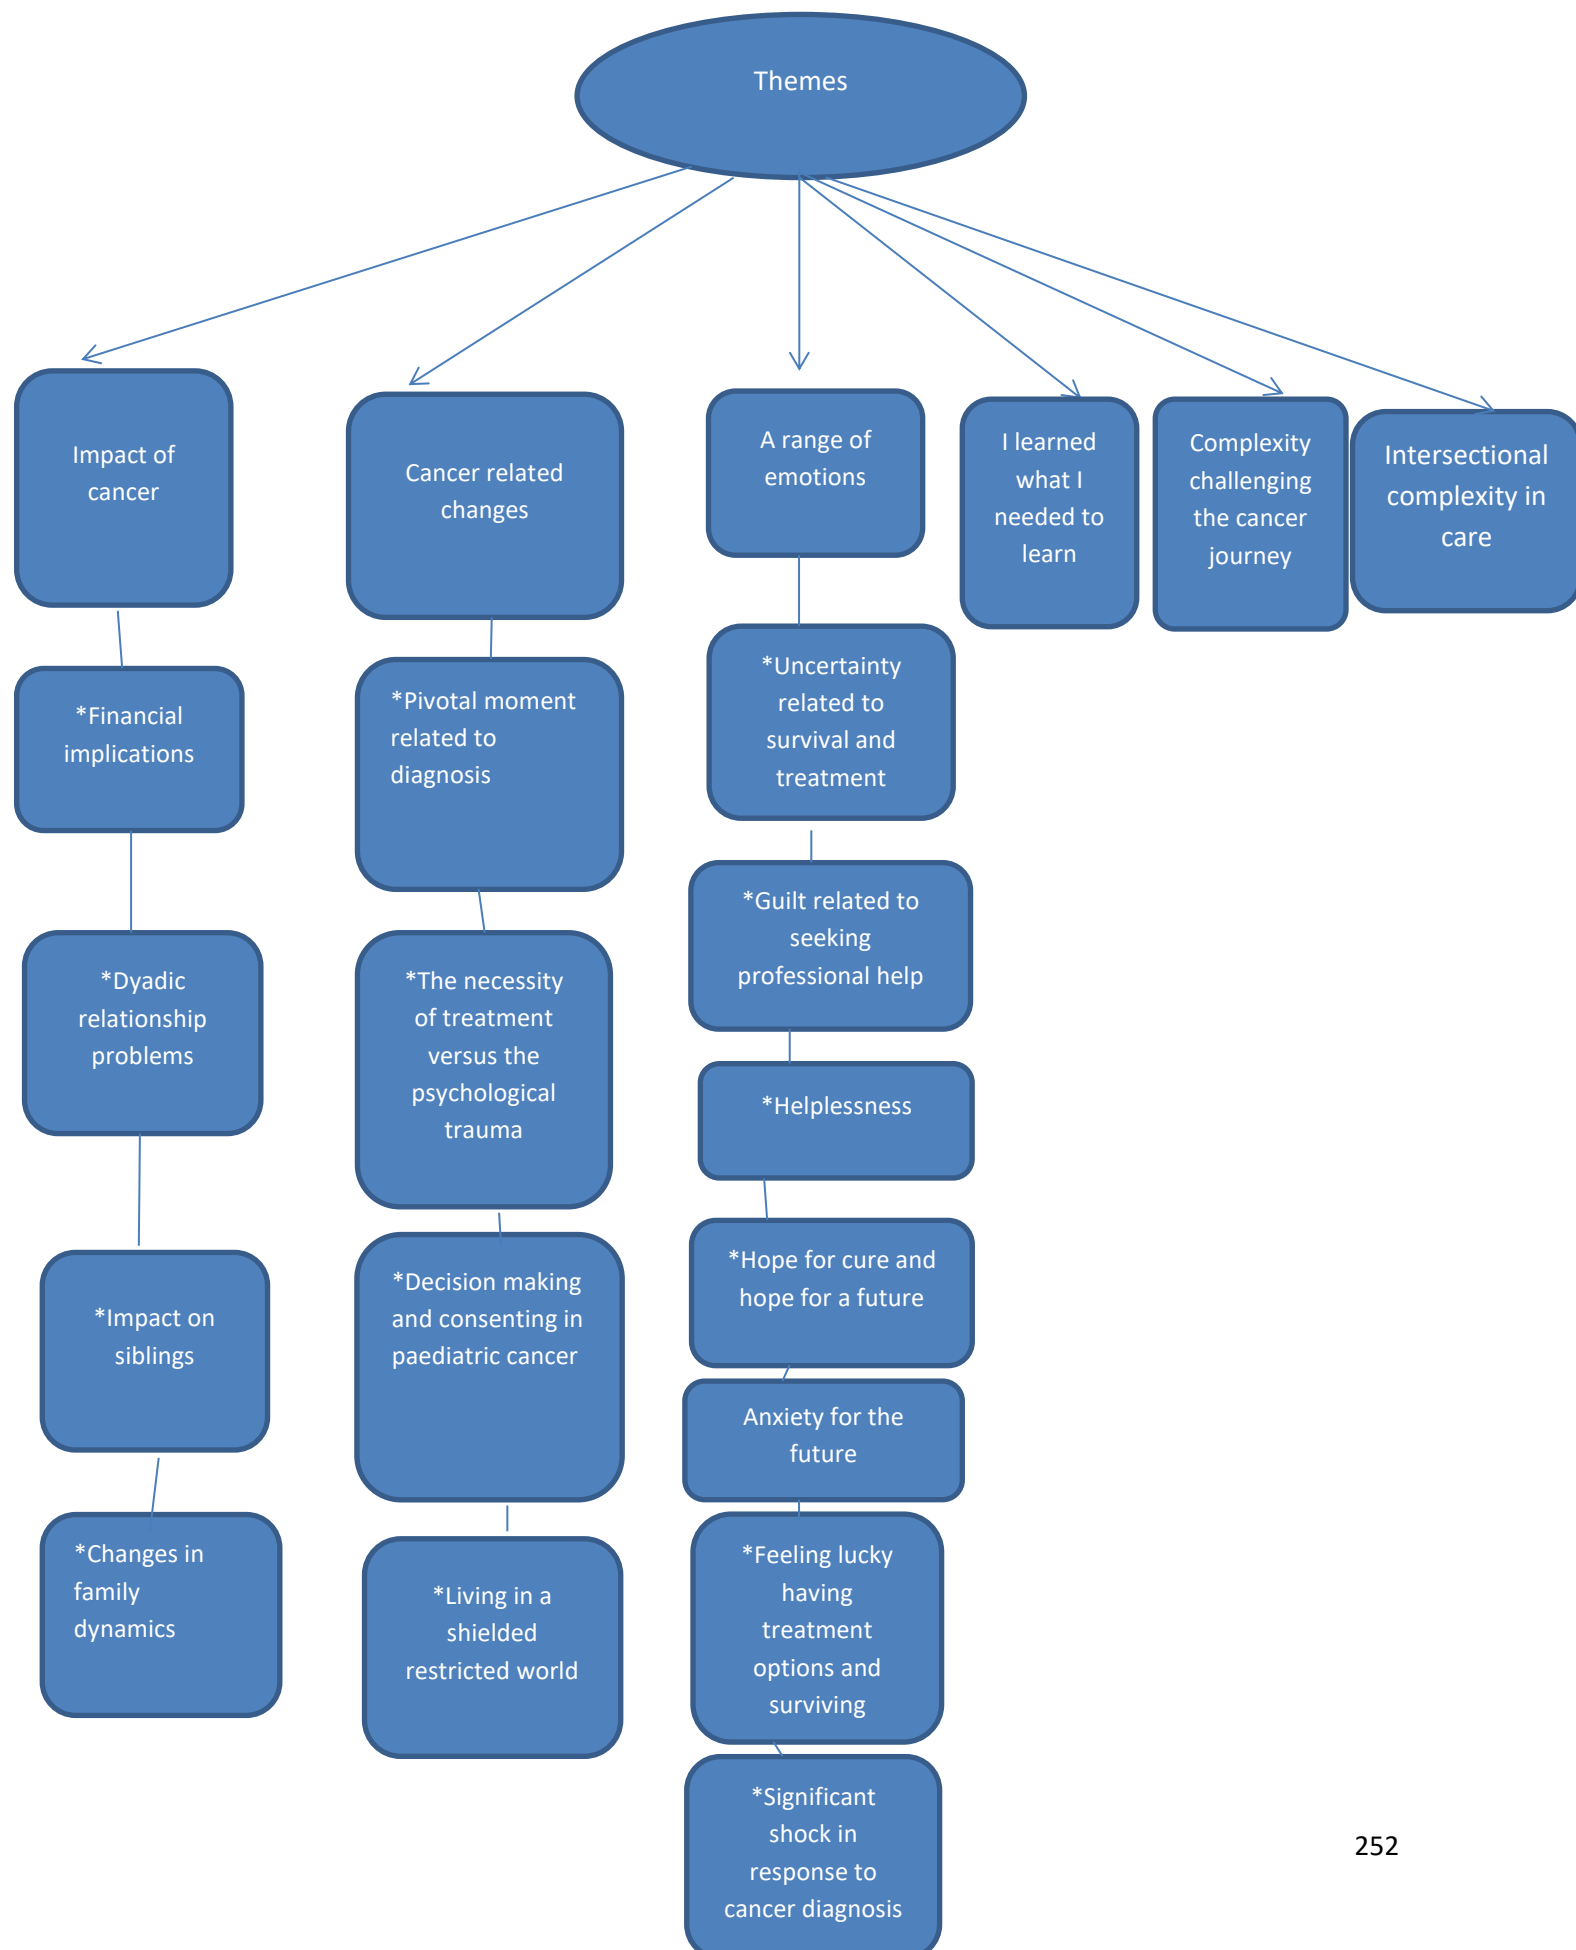 Themes
Impact of
cancer
Cancer related
changes
A range of
emotions
I learned
what I
needed to
learn
Complexity
challenging
the cancer
journey
Intersectional
complexity in
care
*Financial
implications
*Dyadic
relationship
problems
*Impact on
siblings
*Changes in
family
dynamics
*Pivotal moment
related to
diagnosis
*The necessity
of treatment
versus the
psychological
trauma
*Decision making
and consenting in
paediatric cancer
*Living in a
shielded
restricted world
*Uncertainty
related to
survival and
treatment
*Guilt related to
seeking
professional help
*Helplessness
*Hope for cure and
hope for a future
Anxiety for the
future
*Feeling lucky
having
treatment
options and
surviving
*Significant
shock in
response to
cancer diagnosis
252